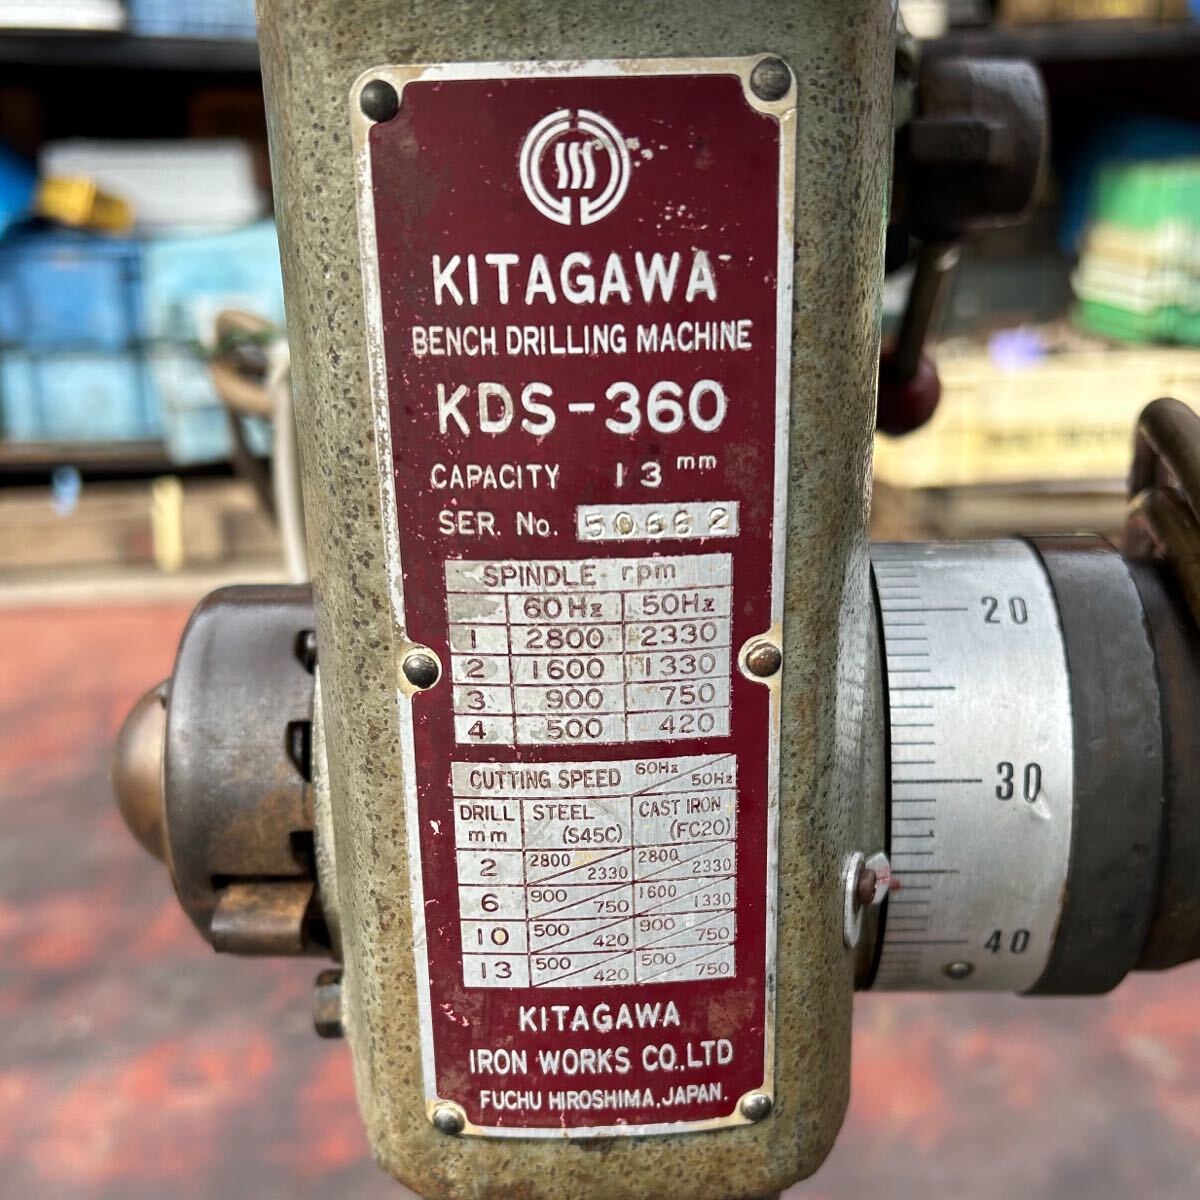 KITAGAWA
BENCH DRILLING MACHINE
KDS-360
CAPACITY 13 mm
SER. No. 50692
SPINDLE rpm
60Hz 50Hz
1 2800 2330
2 1600 1330
3 900 750
4 500 420
CUTTING SPEED 60Hz 50Hz
DRILL mm STEEL (S45C) CAST IRON (FC20)
2 2800 2330 2800 2330
6 900 750 1600 1330
10 500 420 900 750
13 500 420 500 750
KITAGAWA
IRON WORKS CO.,LTD
FUCHU HIROSHIMA, JAPAN.
20
30
40